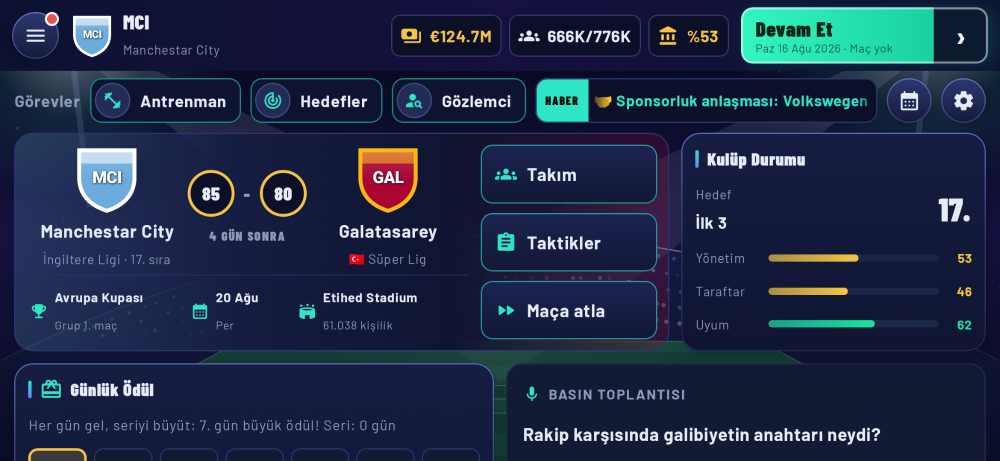 MCI
MCI
Manchestar City
€124.7M
666K/776K
%53
Devam Et
Paz 16 Ağu 2026 · Maç yok
›
Görevler
Antrenman
Hedefler
Gözlemci
HABER
Sponsorluk anlaşması: Volkswegen
MCI
85 - 80
GAL
4 GÜN SONRA
Manchestar City
Galatasarey
İngiltere Ligi · 17. sıra
Süper Lig
Avrupa Kupası
Grup 1. maç
20 Ağu
Per
Etihed Stadium
61.038 kişilik
Takım
Taktikler
Maça atla
Kulüp Durumu
Hedef
İlk 3
17.
Yönetim 53
Taraftar 46
Uyum 62
Günlük Ödül
Her gün gel, seriyi büyüt: 7. gün büyük ödül! Seri: 0 gün
BASIN TOPLANTISI
Rakip karşısında galibiyetin anahtarı neydi?